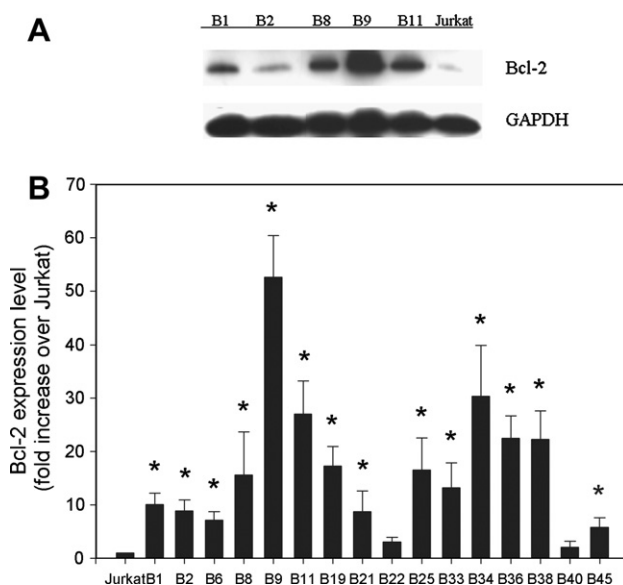 A
B1 B2 B8 B9 B11 Jurkat
Bcl-2
GAPDH
B
Bcl-2 expression level
(fold increase over Jurkat)
70
60
50
40
30
20
10
0
* * * * * * * * * * * * * *
Jurkat B1 B2 B6 B8 B9 B11 B19 B21 B22 B25 B33 B34 B36 B38 B40 B45